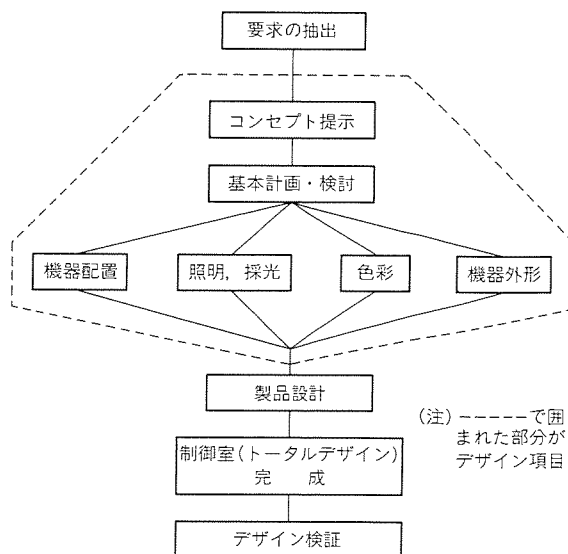 要求の抽出
コンセプト提示
基本計画・検討
機器配置
照明，採光
色彩
機器外形
製品設計
(注) -----で囲
まれた部分が
デザイン項目
制御室(トータルデザイン)
完　成
デザイン検証